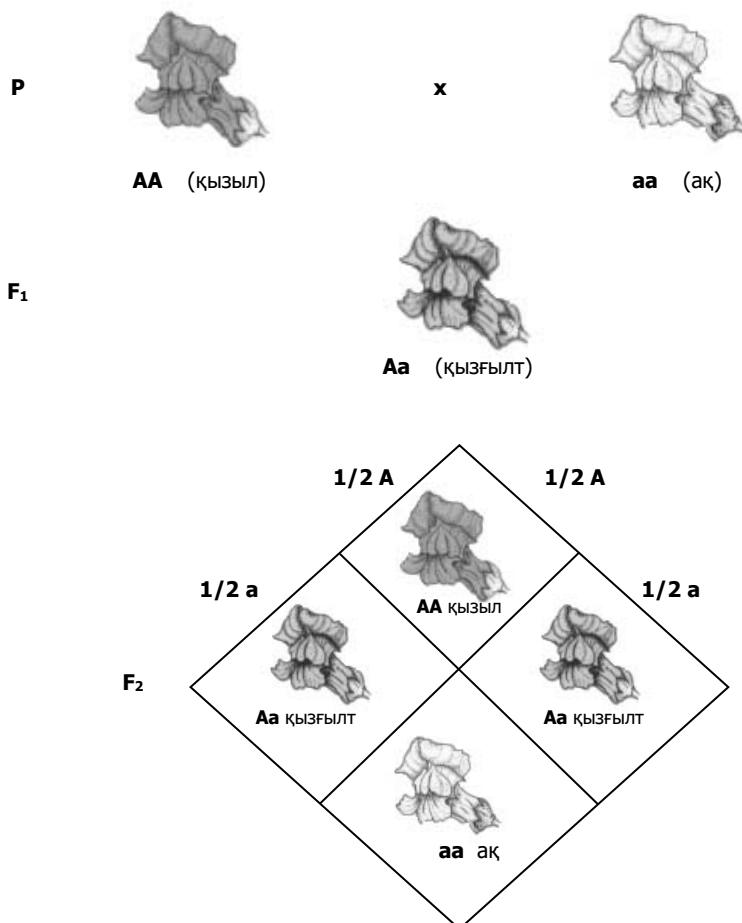 P x
AA (қызыл) aa (ақ)
F₁
Aa (қызғылт)
1/2 A 1/2 A
1/2 a 1/2 a
AA қызыл
F₂
Aa қызғылт Aa қызғылт
aa ақ